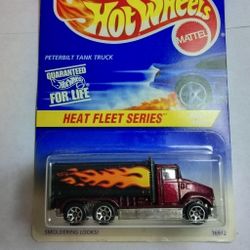 Hot Wheels
MATTEL
PETERBILT TANK TRUCK
GUARANTEED
FOR LIFE
HEAT FLEET SERIES
SMOLDERING LOOKS!